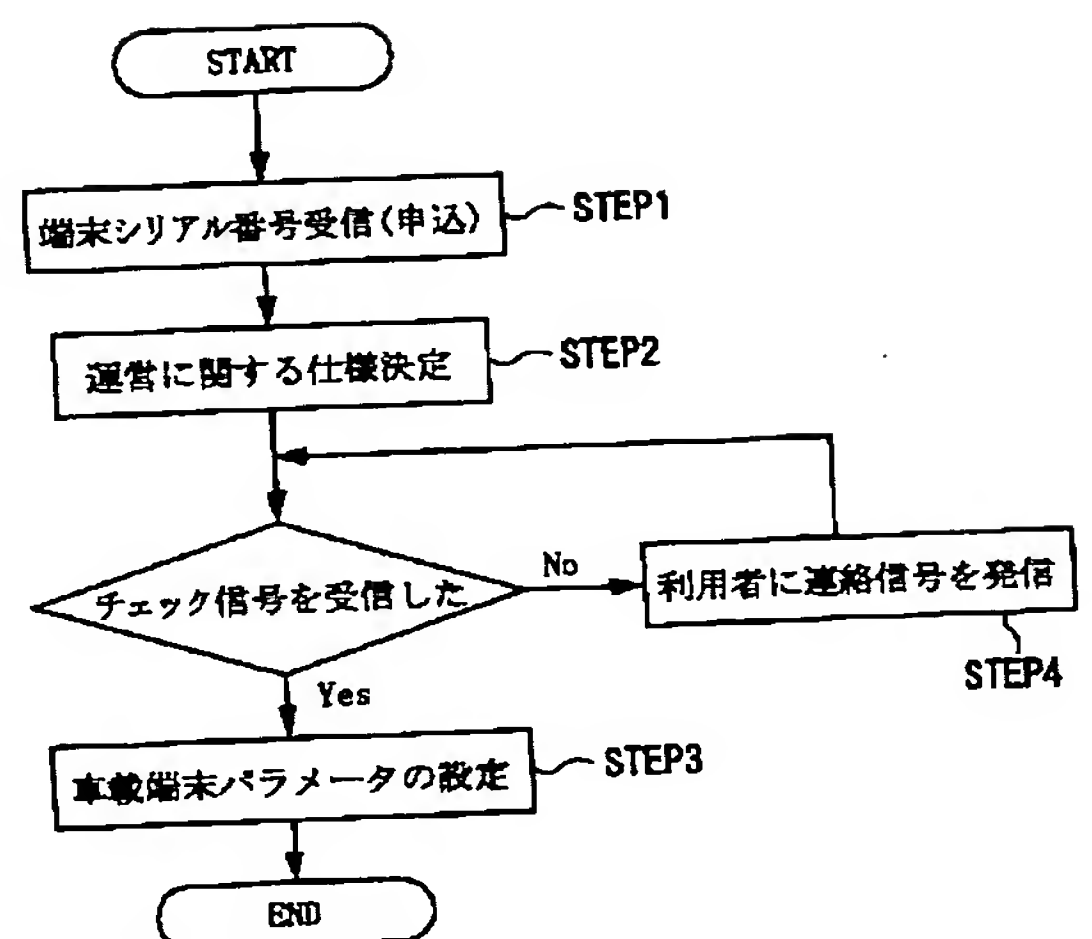 START
端末シリアル番号受信(申込)
STEP1
運営に関する仕様決定
STEP2
チェック信号を受信した
No
利用者に連絡信号を発信
STEP4
Yes
車載端末パラメータの設定
STEP3
END